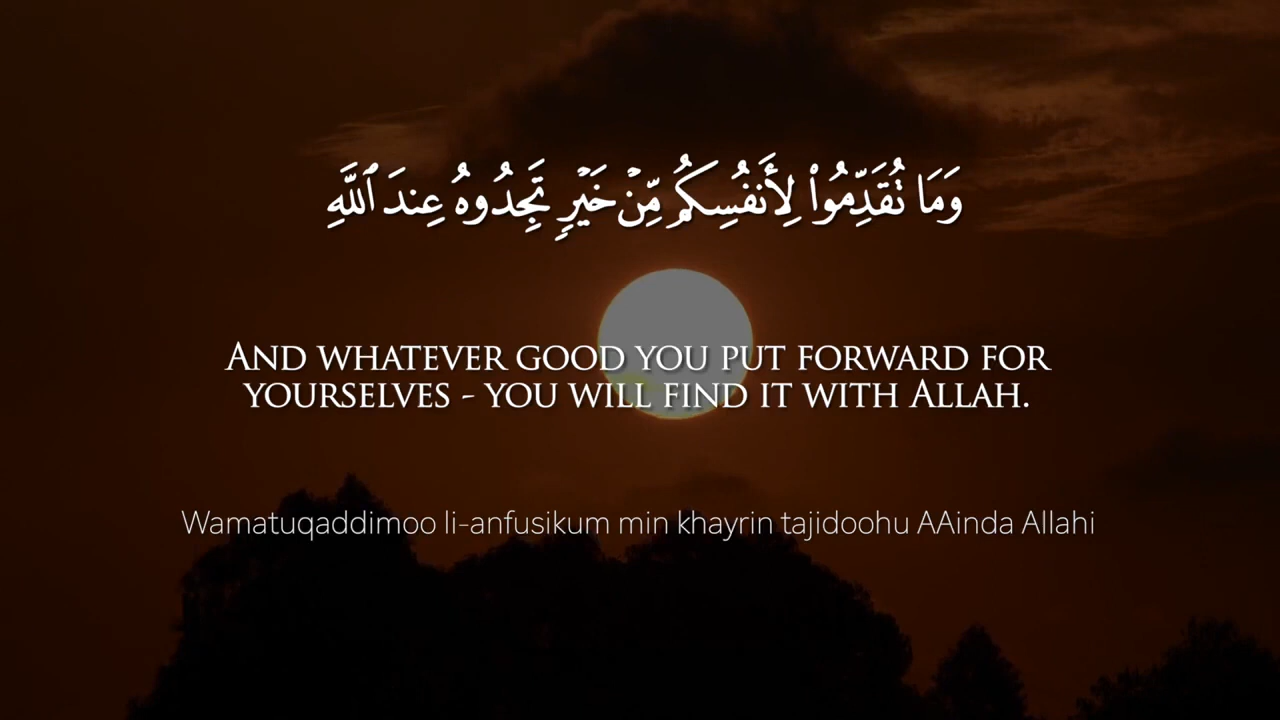 وَمَا تُقَدِّمُوا۟ لِأَنفُسِكُم مِّنْ خَيْرٍ تَجِدُوهُ عِندَ ٱللَّهِ
And whatever good you put forward for
yourselves - you will find it with Allah.
Wamatuqaddimoo li-anfusikum min khayrin tajidoohu AAinda Allahi